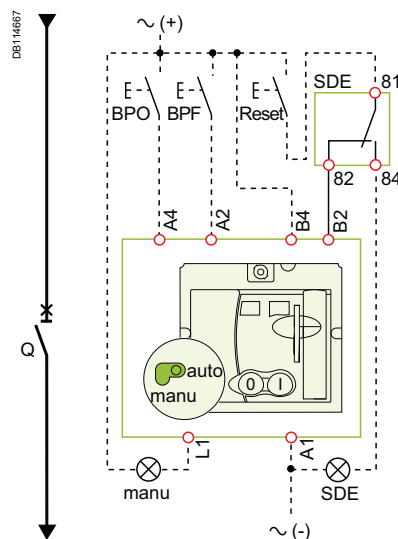 DB114667
∼ (+)
BPO
BPF
Reset
SDE
81
82
84
A4
A2
B4
B2
Q
auto
manu
0
I
L1
A1
manu
SDE
∼ (-)